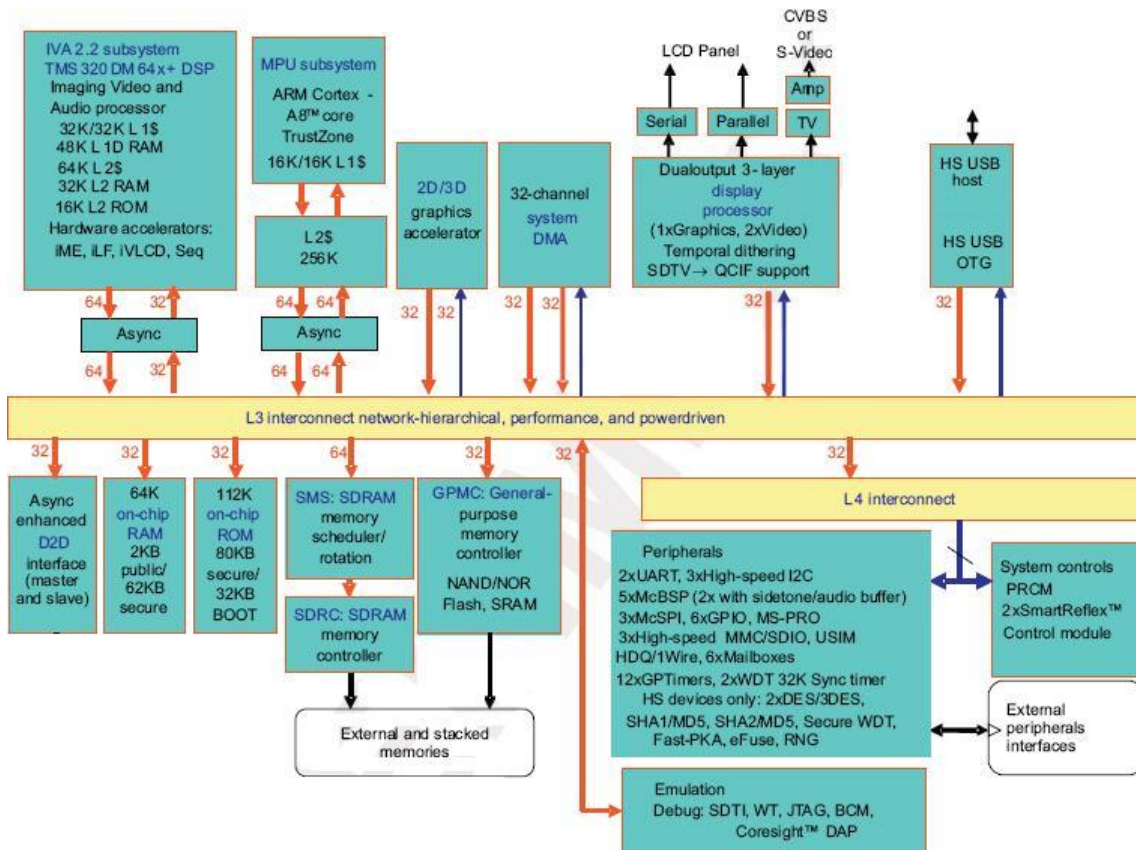 IVA 2.2 subsystem
TMS 320 DM 64x+ DSP
Imaging Video and
Audio processor
32K/32K L 1$
48K L 1D RAM
64K L 2$
32K L2 RAM
16K L2 ROM
Hardware accelerators:
iME, iLF, iVLCD, Seq
64
32
Async
64
32
MPU subsystem
ARM Cortex -
A8™ core
TrustZone
16K/16K L1$
L2$
256K
64
64
Async
64
64
2D/3D
graphics
accelerator
32
32
32-channel
system
DMA
32
32
LCD Panel
CVBS
or
S-Video
Amp
Serial
Parallel
TV
Dualoutput 3- layer
display
processor
(1xGraphics, 2xVideo)
Temporal dithering
SDTV→ QCIF support
32
HS USB
host
HS USB
OTG
32
L3 interconnect network-hierarchical, performance, and powerdriven
32
32
32
64
32
32
32
Async
enhanced
D2D
interface
(master
and slave)
64K
on-chip
RAM
2KB
public/
62KB
secure
112K
on-chip
ROM
80KB
secure/
32KB
BOOT
SMS: SDRAM
memory
scheduler/
rotation
SDRC: SDRAM
memory
controller
GPMC: General-
purpose
memory
controller
NAND/NOR
Flash, SRAM
External and stacked
memories
L4 interconnect
Peripherals
2xUART, 3xHigh-speed I2C
5xMcBSP (2x with sidetone/audio buffer)
3xMcSPI, 6xGPIO, MS-PRO
3xHigh-speed MMC/SDIO, USIM
HDQ/1Wire, 6xMailboxes
12xGPTimers, 2xWDT 32K Sync timer
HS devices only: 2xDES/3DES,
SHA1/MD5, SHA2/MD5, Secure WDT,
Fast-PKA, eFuse, RNG
System controls
PRCM
2xSmartReflex™
Control module
External
peripherals
interfaces
Emulation
Debug: SDTI, WT, JTAG, BCM,
Coresight™ DAP